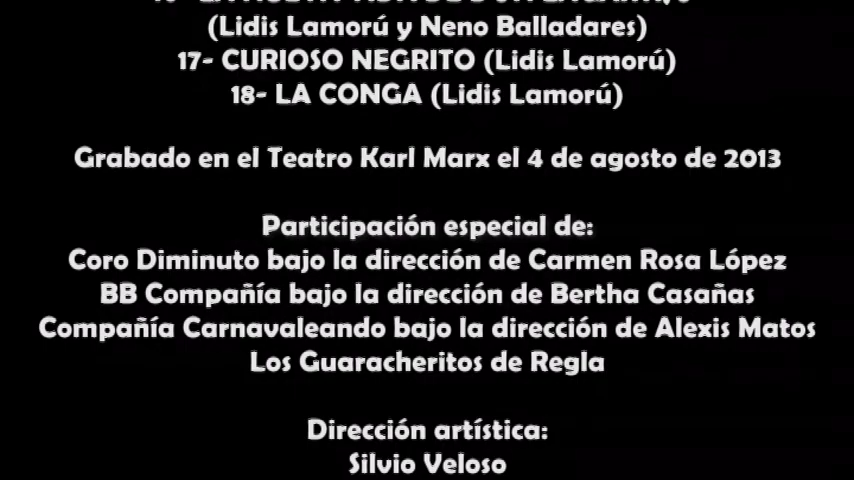 (Lidis Lamorú y Neno Balladares)
17- CURIOSO NEGRITO (Lidis Lamorú)
18- LA CONGA (Lidis Lamorú)
Grabado en el Teatro Karl Marx el 4 de agosto de 2013
Participación especial de:
Coro Diminuto bajo la dirección de Carmen Rosa López
BB Compañía bajo la dirección de Bertha Casañas
Compañía Carnavaleando bajo la dirección de Alexis Matos
Los Guaracheritos de Regla
Dirección artística:
Silvio Veloso